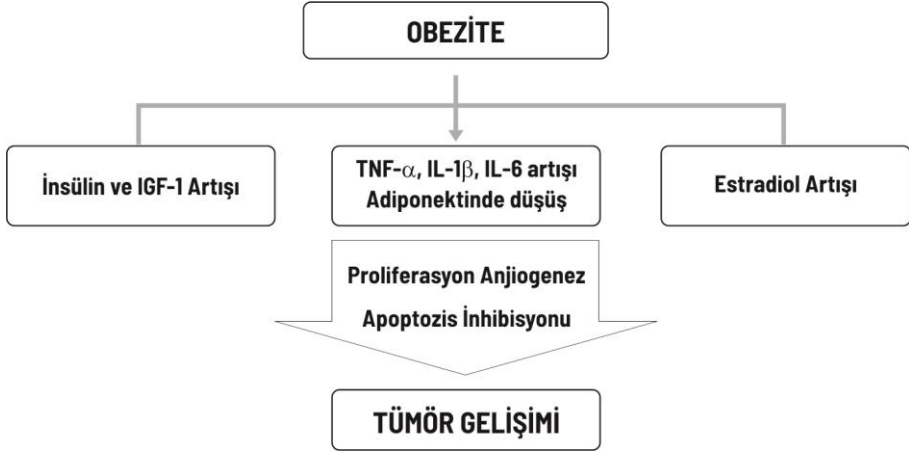 OBEZİTE
İnsülin ve IGF-1 Artışı
TNF-α, IL-1β, IL-6 artışı
Adiponektinde düşüş
Estradiol Artışı
Proliferasyon Anjiogenez
Apoptozis İnhibisyonu
TÜMÖR GELİŞİMİ